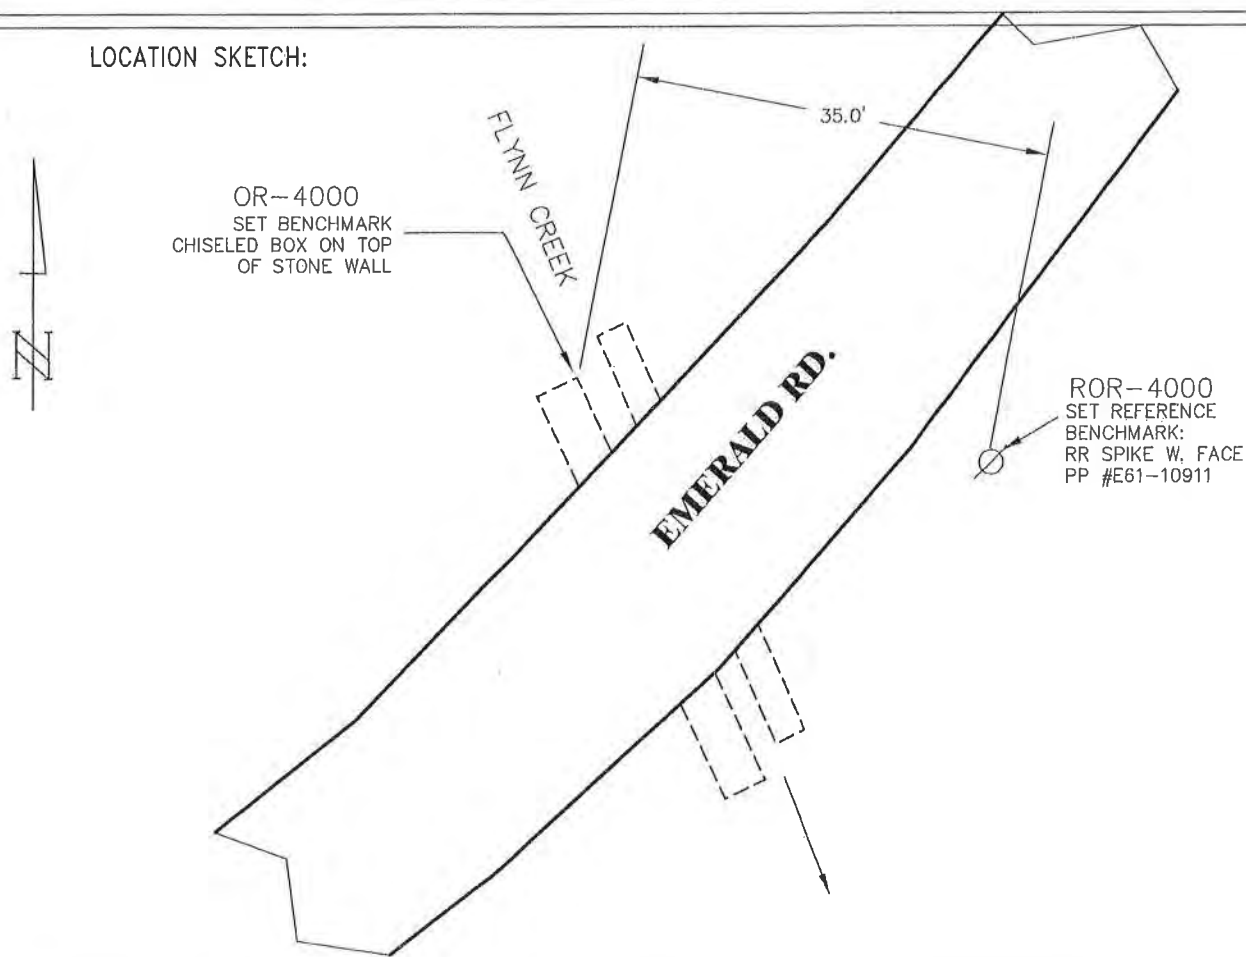 LOCATION SKETCH:
35.0'
FLYNN CREEK
OR-4000
SET BENCHMARK
CHISELED BOX ON TOP
OF STONE WALL
N
EMERALD RD.
ROR-4000
SET REFERENCE
BENCHMARK:
RR SPIKE W. FACE
PP #E61-10911